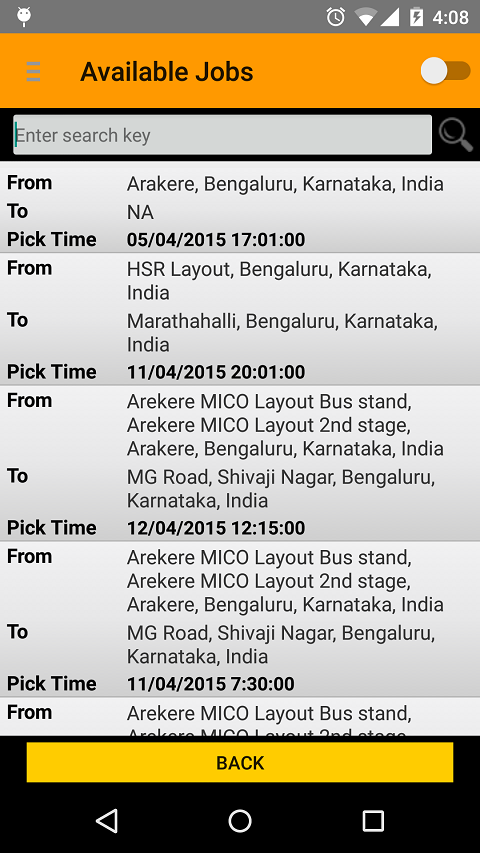 4:08
Available Jobs
Enter search key
From Arakere, Bengaluru, Karnataka, India
To NA
Pick Time 05/04/2015 17:01:00
From HSR Layout, Bengaluru, Karnataka,
India
To Marathahalli, Bengaluru, Karnataka,
India
Pick Time 11/04/2015 20:01:00
From Arekere MICO Layout Bus stand,
Arekere MICO Layout 2nd stage,
Arakere, Bengaluru, Karnataka, India
To MG Road, Shivaji Nagar, Bengaluru,
Karnataka, India
Pick Time 12/04/2015 12:15:00
From Arekere MICO Layout Bus stand,
Arekere MICO Layout 2nd stage,
Arakere, Bengaluru, Karnataka, India
To MG Road, Shivaji Nagar, Bengaluru,
Karnataka, India
Pick Time 11/04/2015 7:30:00
From Arekere MICO Layout Bus stand,
Arekere MICO Layout 2nd stage,
BACK